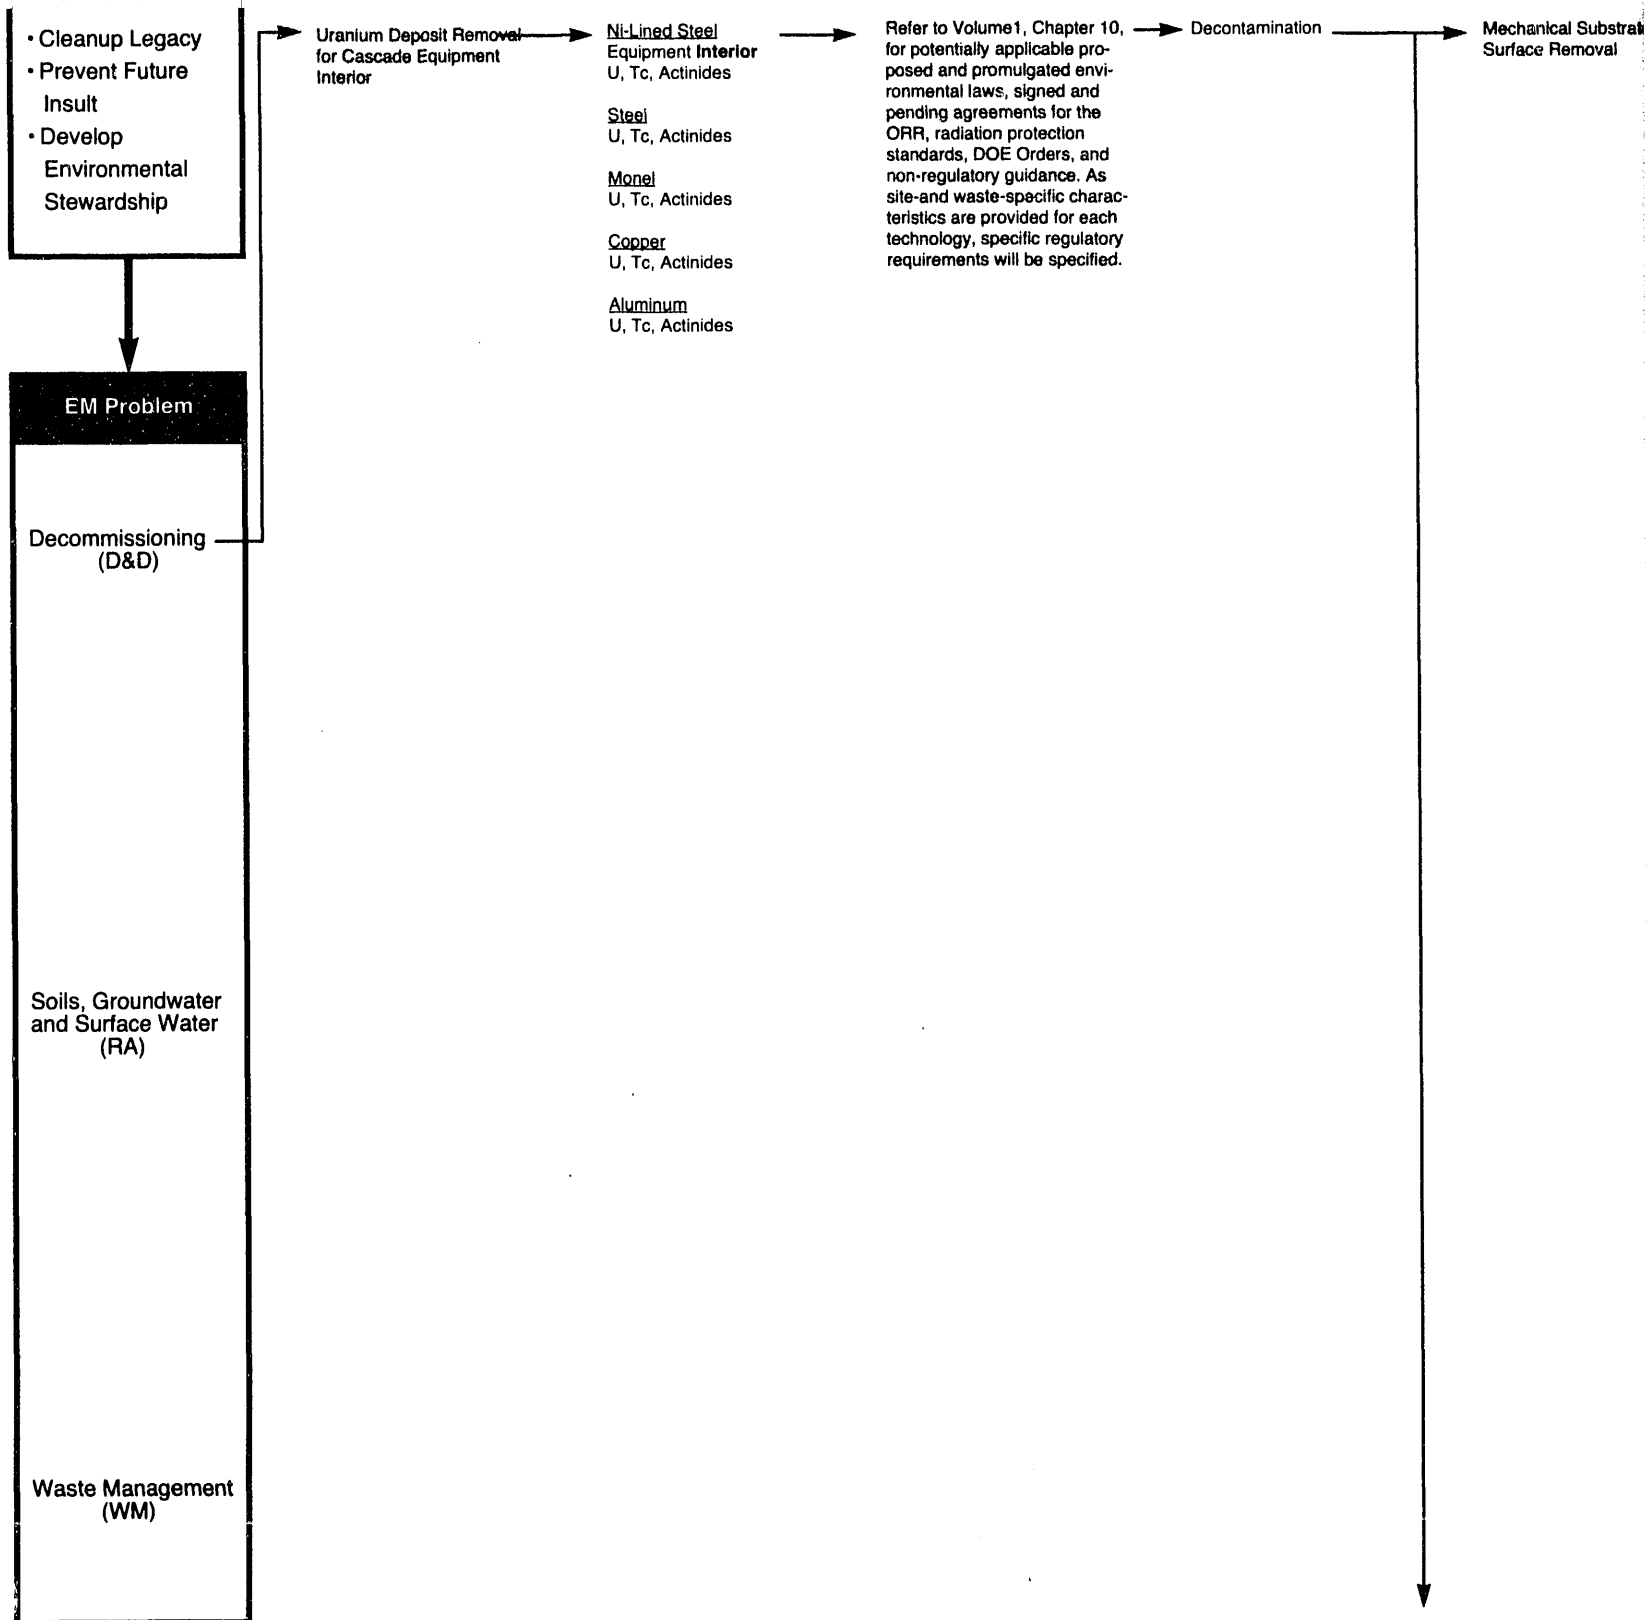 • Cleanup Legacy
• Prevent Future
Insult
• Develop
Environmental
Stewardship
EM Problem
Decommissioning
(D&D)
Soils, Groundwater
and Surface Water
(RA)
Waste Management
(WM)
Uranium Deposit Removal
for Cascade Equipment
Interior
Ni-Lined Steel
Equipment Interior
U, Tc, Actinides
Steel
U, Tc, Actinides
Monel
U, Tc, Actinides
Copper
U, Tc, Actinides
Aluminum
U, Tc, Actinides
Refer to Volume1, Chapter 10,
for potentially applicable pro-
posed and promulgated envi-
ronmental laws, signed and
pending agreements for the
ORR, radiation protection
standards, DOE Orders, and
non-regulatory guidance. As
site-and waste-specific charac-
teristics are provided for each
technology, specific regulatory
requirements will be specified.
Decontamination
Mechanical
Surface Removal